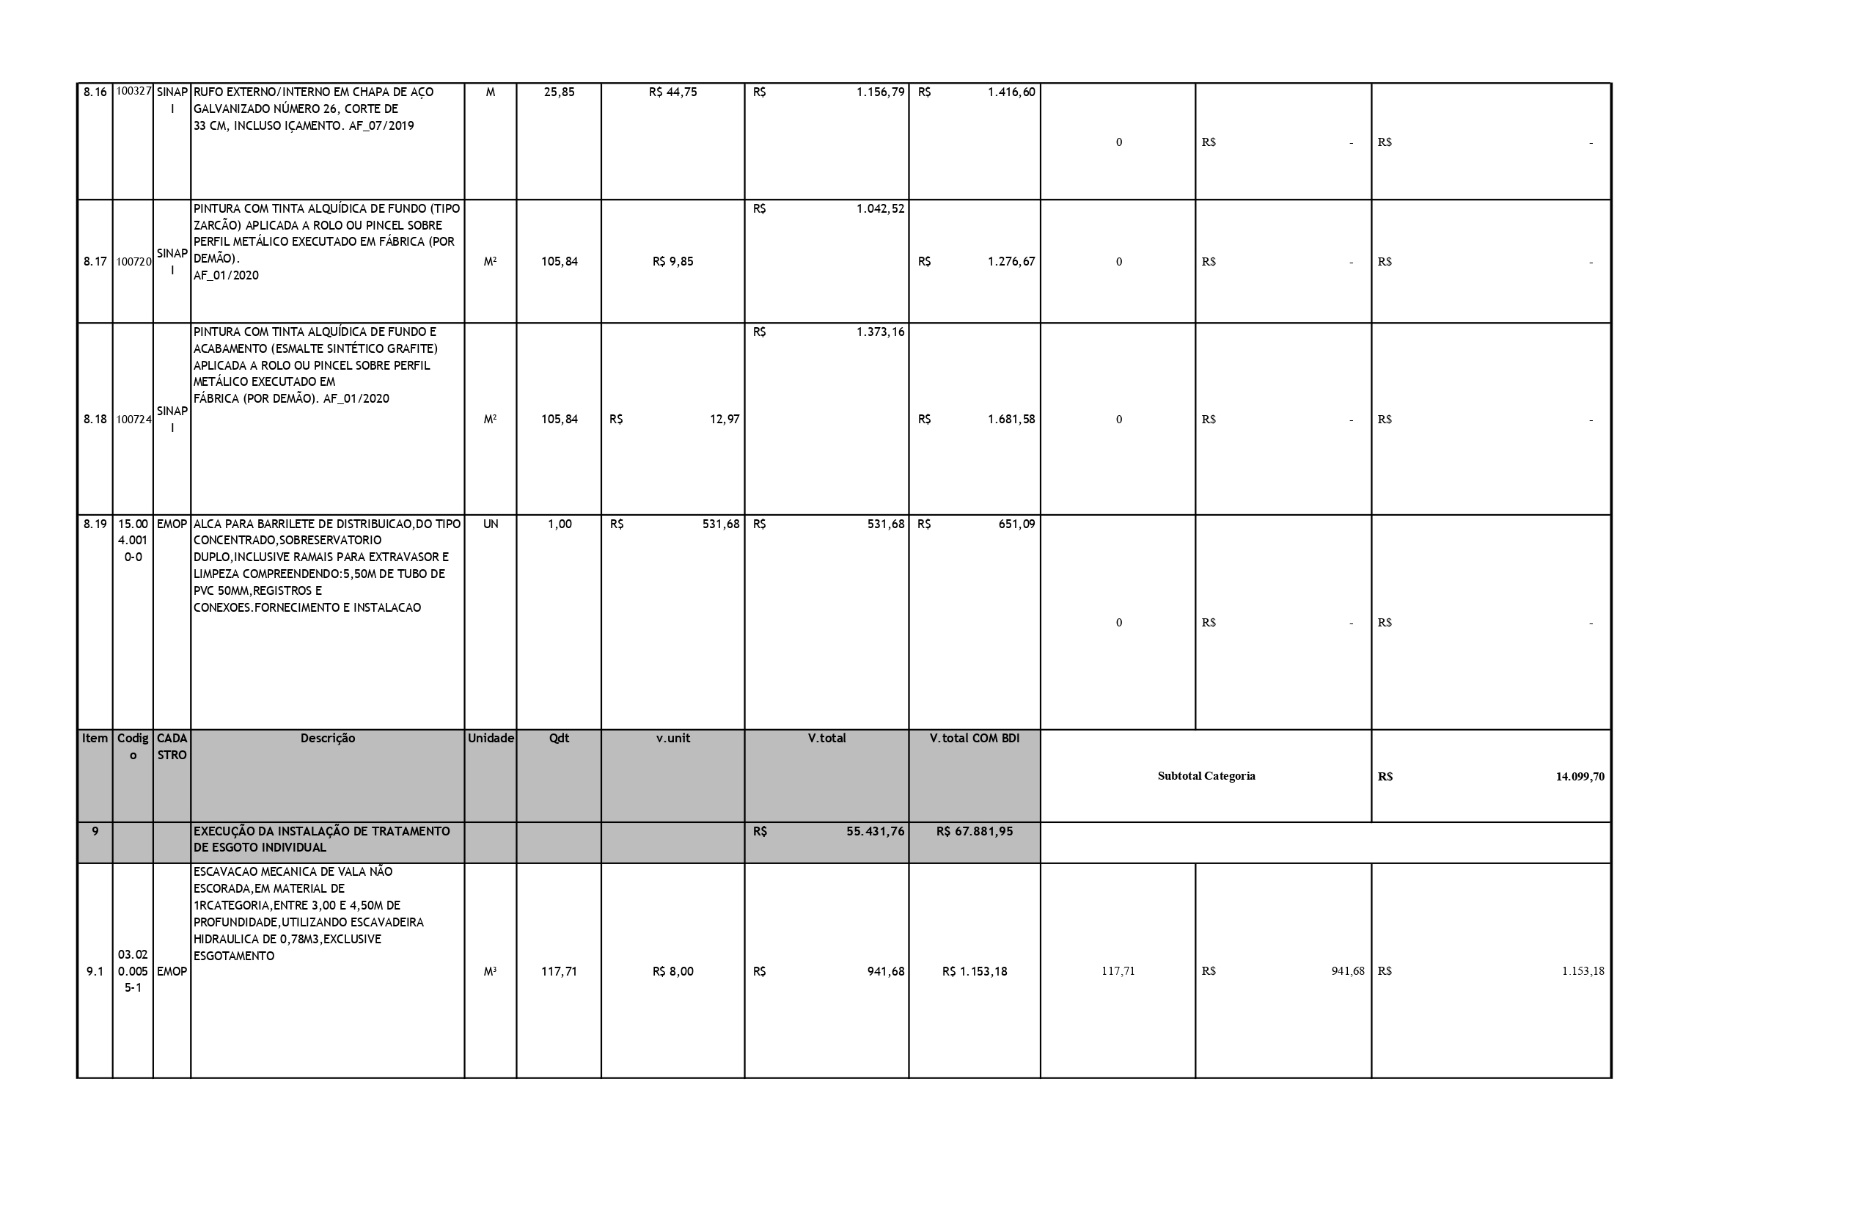 8.16 100327 SINAP RUFO EXTERNO/INTERNO EM CHAPA DE AÇO M 25,85 R$ 44,75 R$ 1.156,79 R$ 1.416,60
I GALVANIZADO NÚMERO 26, CORTE DE
33 CM, INCLUSO IÇAMENTO. AF_07/2019
0 R$ - R$ -
PINTURA COM TINTA ALQUÍDICA DE FUNDO (TIPO R$ 1.042,52
ZARCÃO) APLICADA A ROLO OU PINCEL SOBRE
PERFIL METÁLICO EXECUTADO EM FÁBRICA (POR
SINAP DEMÃO).
8.17 100720 M² 105,84 R$ 9,85 R$ 1.276,67 0 R$ - R$ -
I AF_01/2020
PINTURA COM TINTA ALQUÍDICA DE FUNDO E R$ 1.373,16
ACABAMENTO (ESMALTE SINTÉTICO GRAFITE)
APLICADA A ROLO OU PINCEL SOBRE PERFIL
METÁLICO EXECUTADO EM
FÁBRICA (POR DEMÃO). AF_01/2020
SINAP
8.18 100724 M² 105,84 R$ 12,97 R$ 1.681,58 0 R$ - R$ -
I
8.19 15.00 EMOP ALCA PARA BARRILETE DE DISTRIBUICAO,DO TIPO UN 1,00 R$ 531,68 R$ 531,68 R$ 651,09
4.001 CONCENTRADO,SOBRESERVATORIO
0-0 DUPLO,INCLUSIVE RAMAIS PARA EXTRAVASOR E
LIMPEZA COMPREENDENDO:5,50M DE TUBO DE
PVC 50MM,REGISTROS E
CONEXOES.FORNECIMENTO E INSTALACAO
0 R$ - R$ -
Item Codig CADA Descrição Unidade Qdt v.unit V.total V.total COM BDI
o STRO
Subtotal Categoria R$ 14.099,70
9 EXECUÇÃO DA INSTALAÇÃO DE TRATAMENTO R$ 55.431,76 R$ 67.881,95
DE ESGOTO INDIVIDUAL
ESCAVACAO MECANICA DE VALA NÃO
ESCORADA,EM MATERIAL DE
1RCATEGORIA,ENTRE 3,00 E 4,50M DE
PROFUNDIDADE,UTILIZANDO ESCAVADEIRA
HIDRAULICA DE 0,78M3,EXCLUSIVE
03.02 ESGOTAMENTO
9.1 0.005 EMOP M³ 117,71 R$ 8,00 R$ 941,68 R$ 1.153,18 117,71 R$ 941,68 R$ 1.153,18
5-1